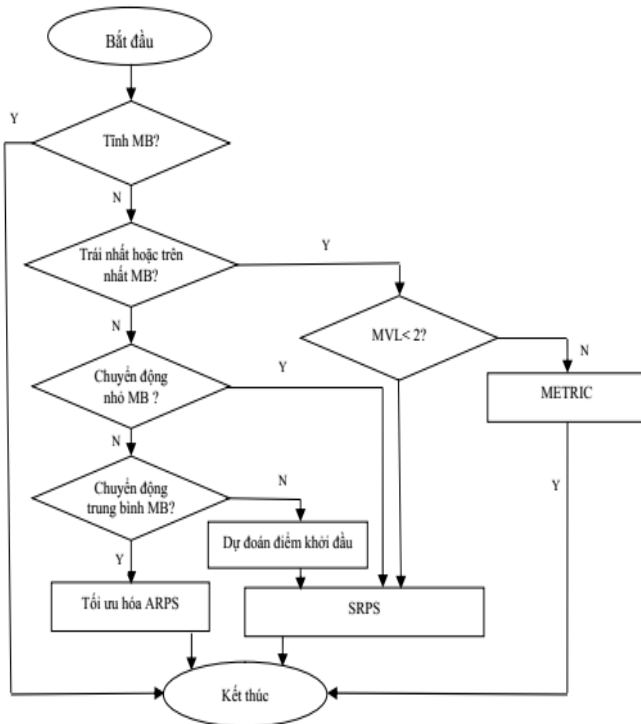 Bắt đầu
Y
Tĩnh MB?
N
Trái nhất hoặc trên
nhất MB?
Y
N
MVL< 2?
N
Chuyển động
nhỏ MB ?
Y
METRIC
N
Chuyển động
trung bình MB?
N
Y
Dự đoán điểm khởi đầu
Y
Tối ưu hóa ARPS
SRPS
Kết thúc